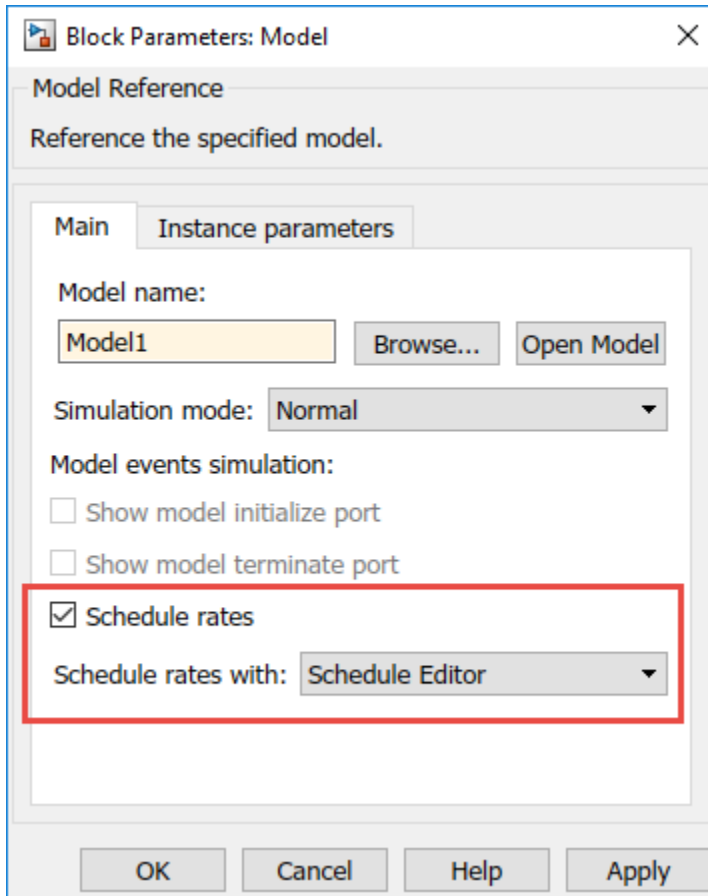 Block Parameters: Model
Model Reference
Reference the specified model.
Main Instance parameters
Model name:
Model1 Browse... Open Model
Simulation mode: Normal
Model events simulation:
Show model initialize port
Show model terminate port
Schedule rates
Schedule rates with: Schedule Editor
OK Cancel Help Apply